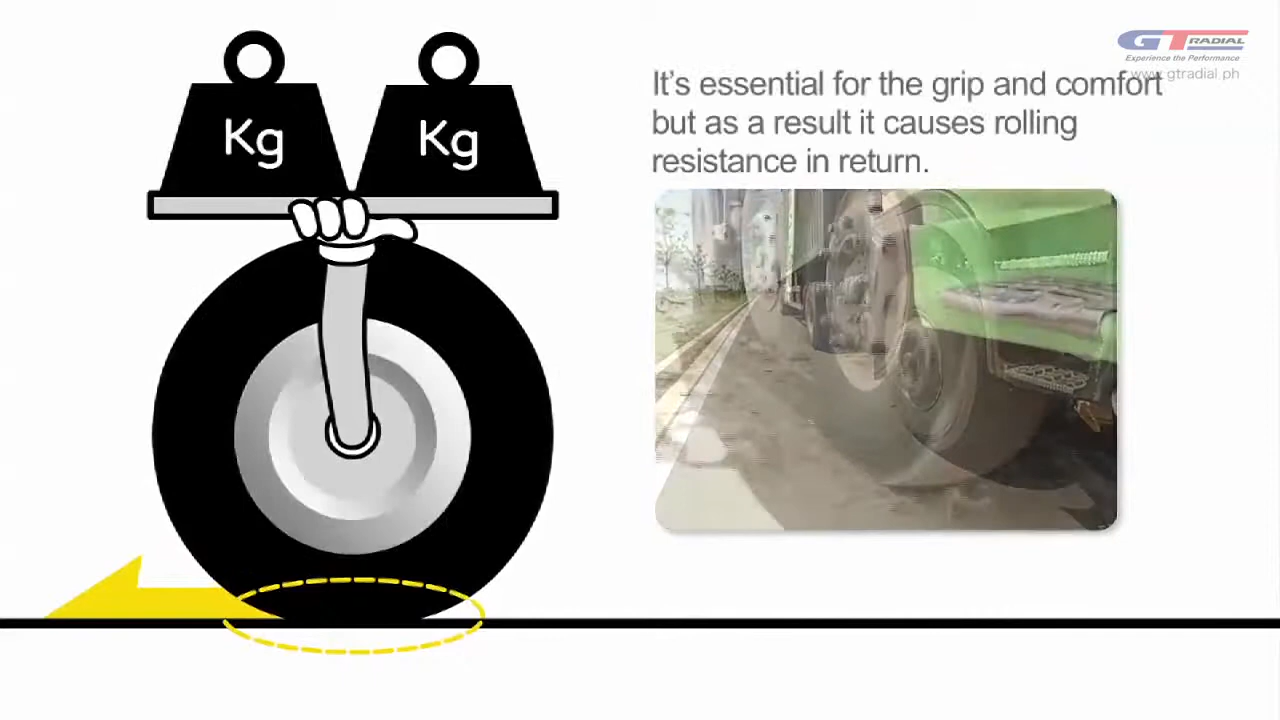 Kg
Kg
GT RADIAL
Experience the Performance
www.gtradial.ph
It's essential for the grip and comfort
but as a result it causes rolling
resistance in return.